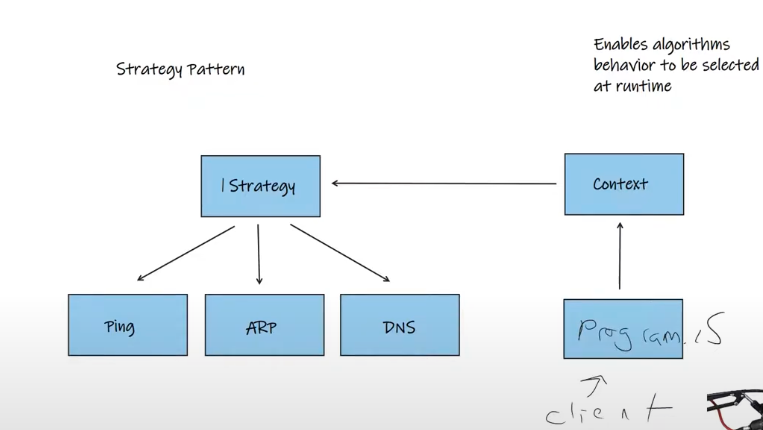 Strategy Pattern
Enables algorithms
behavior to be selected
at runtime
I Strategy
Context
Ping
ARP
DNS
Program.cS
client